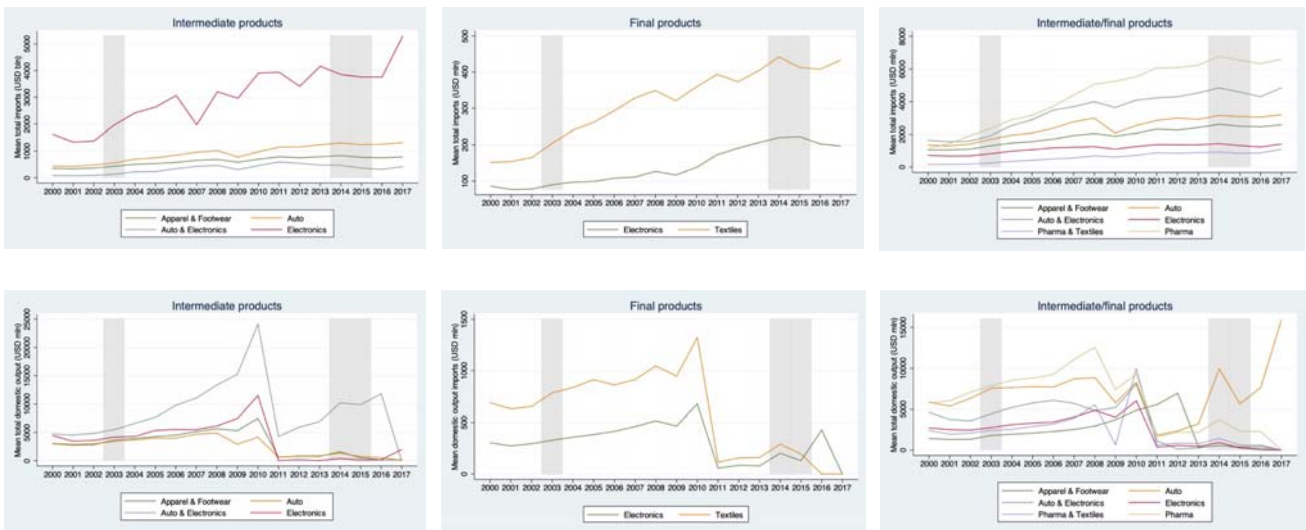 Intermediate products
Mean total imports (USD mln)
0 1000 2000 3000 4000 5000
2000 2001 2002 2003 2004 2005 2006 2007 2008 2009 2010 2011 2012 2013 2014 2015 2016 2017
Apparel & Footwear Auto
Auto & Electronics Electronics
Final products
Mean total imports (USD mln)
100 200 300 400 500
2000 2001 2002 2003 2004 2005 2006 2007 2008 2009 2010 2011 2012 2013 2014 2015 2016 2017
Electronics Textiles
Intermediate/final products
Mean total imports (USD mln)
0 2000 4000 6000 8000
2000 2001 2002 2003 2004 2005 2006 2007 2008 2009 2010 2011 2012 2013 2014 2015 2016 2017
Apparel & Footwear Auto
Auto & Electronics Electronics
Pharma & Textiles Pharma
Intermediate products
Mean total domestic output (USD mln)
0 5000 10000 15000 20000 25000
2000 2001 2002 2003 2004 2005 2006 2007 2008 2009 2010 2011 2012 2013 2014 2015 2016 2017
Apparel & Footwear Auto
Auto & Electronics Electronics
Final products
Mean domestic output imports (USD mln)
0 500 1000 1500
2000 2001 2002 2003 2004 2005 2006 2007 2008 2009 2010 2011 2012 2013 2014 2015 2016 2017
Electronics Textiles
Intermediate/final products
Mean total domestic output (USD mln)
0 5000 10000 15000
2000 2001 2002 2003 2004 2005 2006 2007 2008 2009 2010 2011 2012 2013 2014 2015 2016 2017
Apparel & Footwear Auto
Auto & Electronics Electronics
Pharma & Textiles Pharma